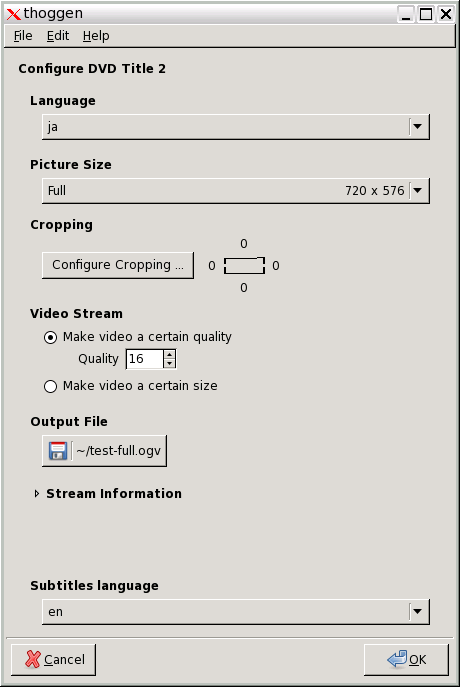 thoggen
File Edit Help
Configure DVD Title 2
Language
ja
Picture Size
Full 720 x 576
Cropping
0
Configure Cropping ... 0 0
0
Video Stream
Make video a certain quality
Quality 16
Make video a certain size
Output File
~/test-full.ogv
Stream Information
Subtitles language
en
Cancel OK